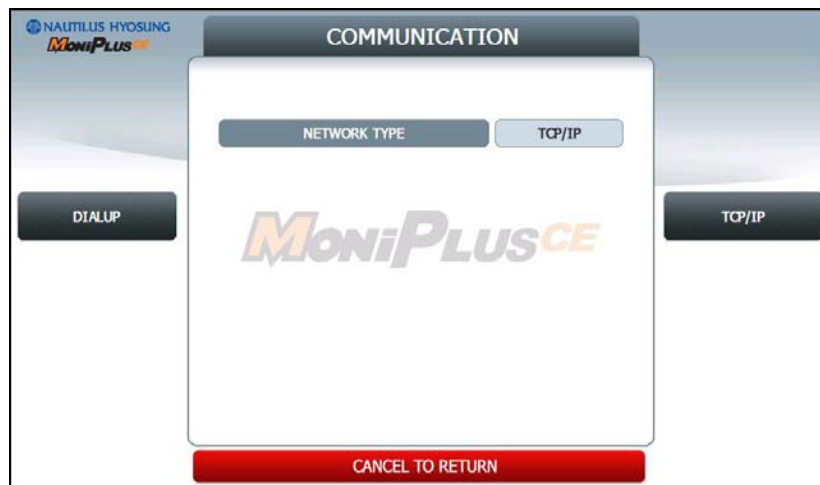 NAUTILUS HYOSUNG
MoniPlusCE
COMMUNICATION
NETWORK TYPE TCP/IP
DIALUP
TCP/IP
MoniPlusCE
CANCEL TO RETURN